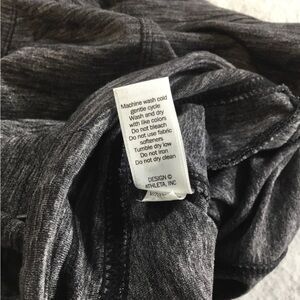 Machine wash cold
gentle cycle
Wash and dry
with like colors
Do not bleach
Do not use fabric
softeners
Tumble dry low
Do not iron
Do not dry clean
DESIGN ©
ATHLETA, INC